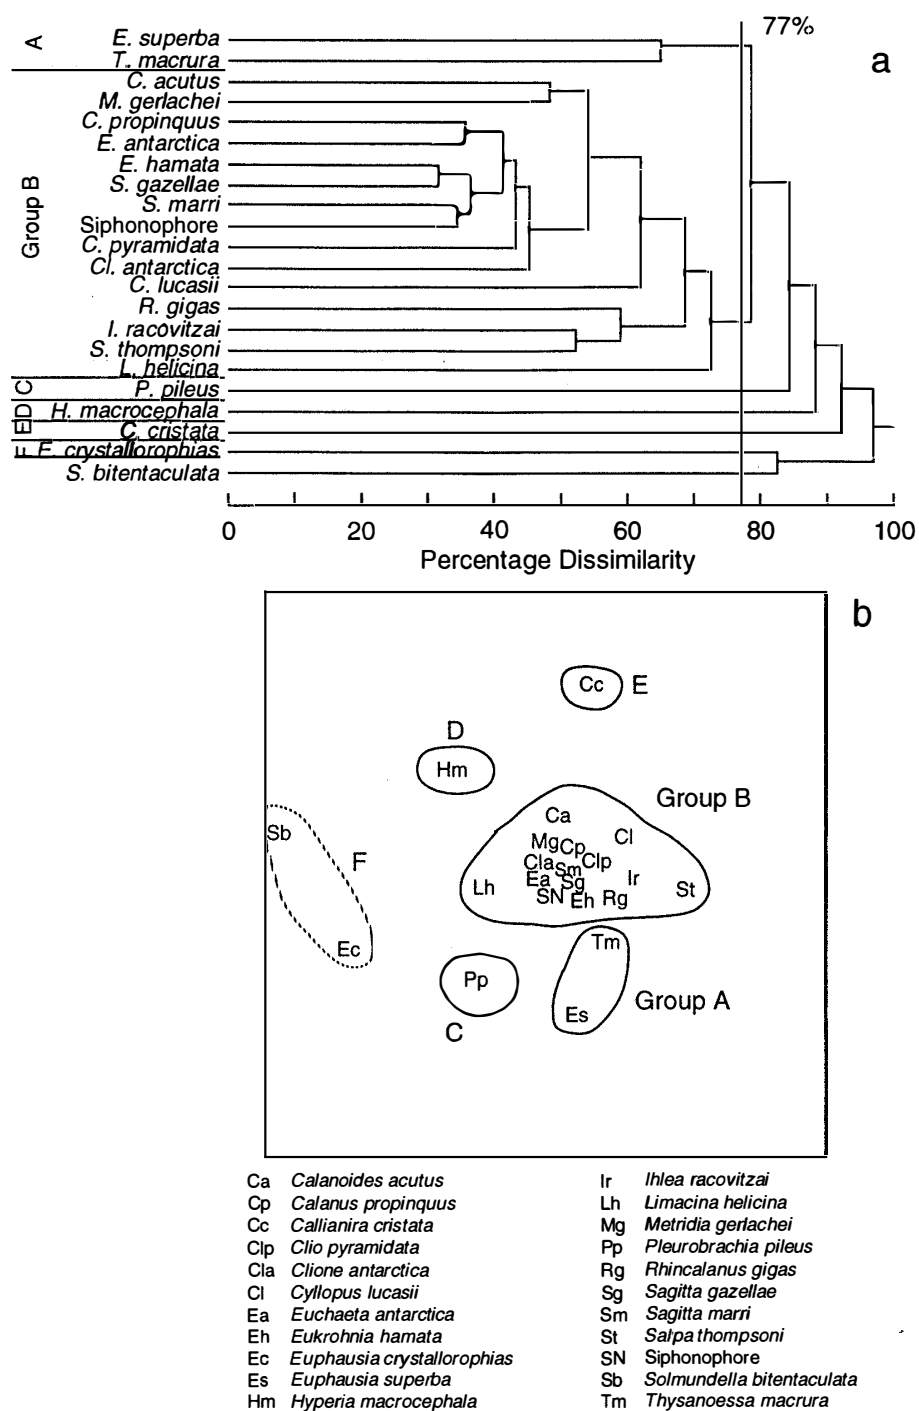 77%
a
A
E. superba
T. macrura
Group B
C. acutus
M. gerlachei
C. propinquus
E. antarctica
E. hamata
S. gazellae
S. marri
Siphonophore
C. pyramidata
Cl. antarctica
C. lucasii
R. gigas
I. racovitzai
S. thompsoni
L. helicina
C
P. pileus
D
H. macrocephala
E
C. cristata
F
E. crystallorophias
S. bitentaculata
0 20 40 60 80 100
Percentage Dissimilarity
b
Cc E
D
Hm
Group B
Ca
Sb
Cl
Mg Cp
F
Cla Sm Clp
Ea Sg Ir
Lh St
SN Eh Rg
Ec
Tm
Pp
Group A
Es
C
Ca Calanoides acutus
Cp Calanus propinquus
Cc Callianira cristata
Clp Clio pyramidata
Cla Clione antarctica
Cl Cyllopus lucasii
Ea Euchaeta antarctica
Eh Eukrohnia hamata
Ec Euphausia crystallorophias
Es Euphausia superba
Hm Hyperia macrocephala
Ir Ihlea racovitzai
Lh Limacina helicina
Mg Metridia gerlachei
Pp Pleurobrachia pileus
Rg Rhincalanus gigas
Sg Sagitta gazellae
Sm Sagitta marri
St Salpa thompsoni
SN Siphonophore
Sb Solmundella bitentaculata
Tm Thysanoessa macrura